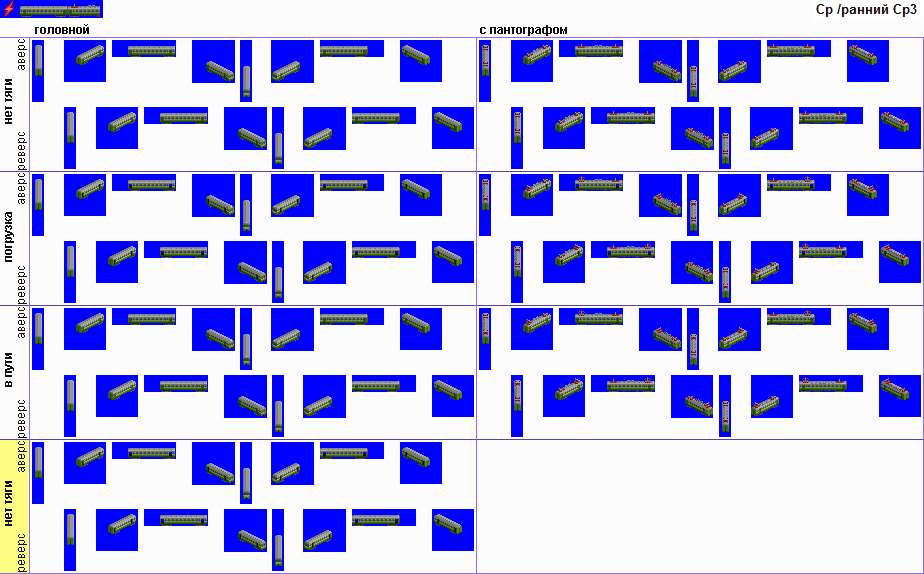 Ср /ранний Ср3
головной
с пантографом
нет тяги
аверс
реверс
погрузка
аверс
реверс
в пути
аверс
реверс
нет тяги
аверс
реверс